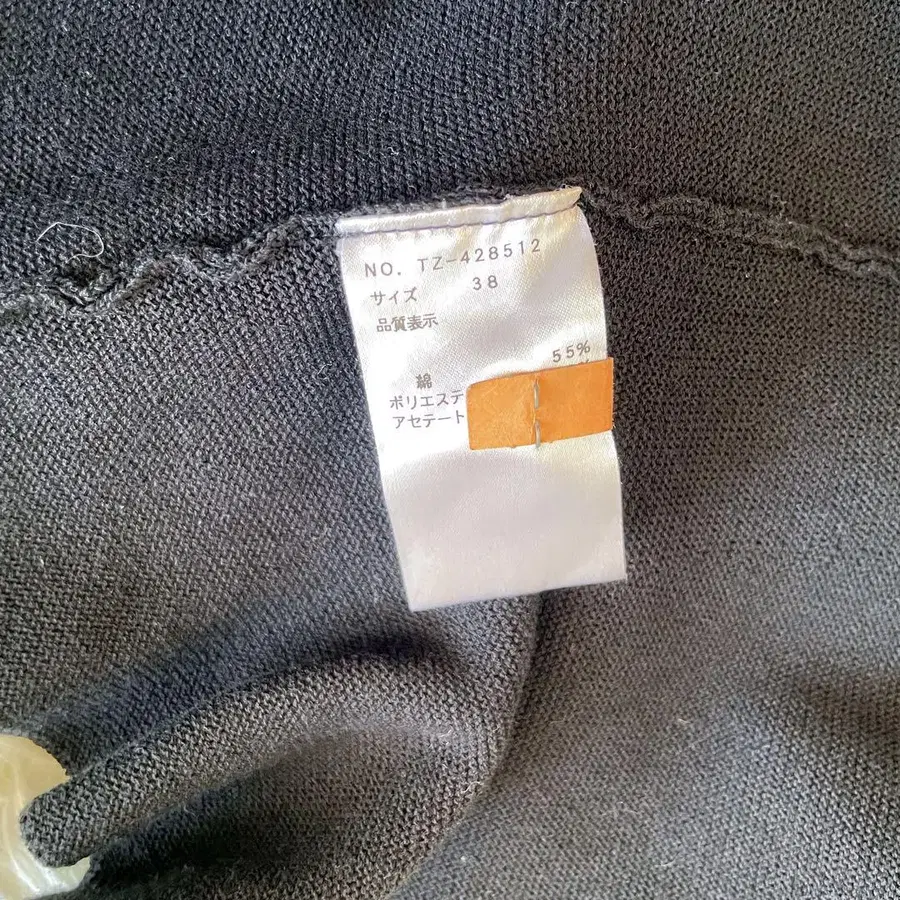 NO. TZ-428512
サイズ 38
品質表示
55%
綿
ポリエステ
アセテート